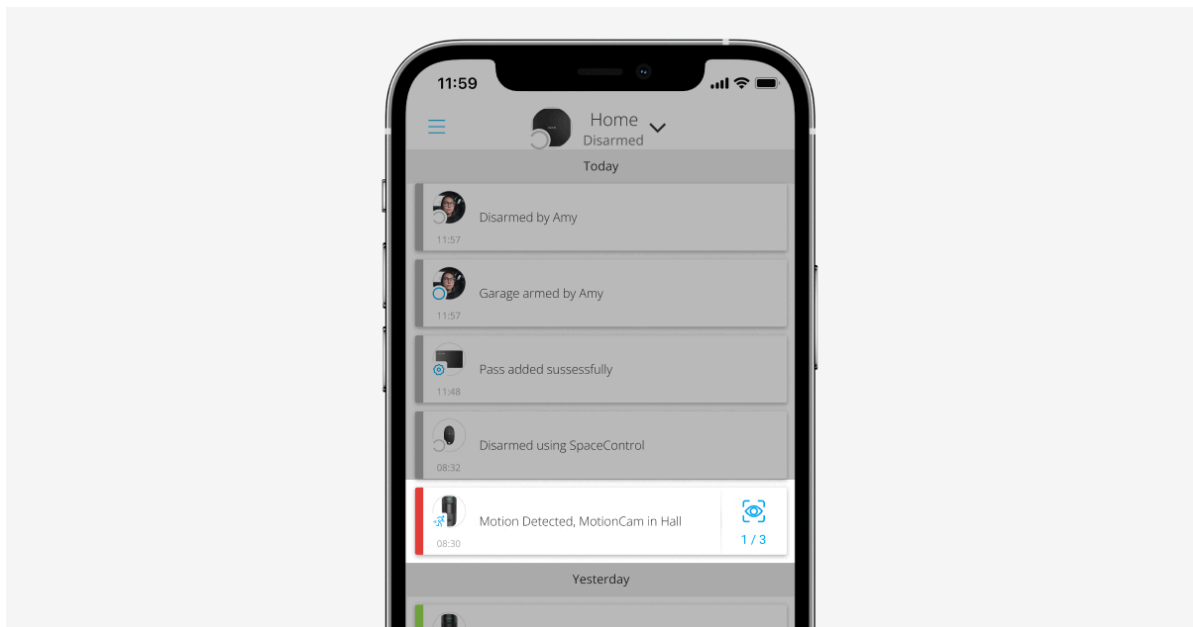 11:59
Home
Disarmed
Today
Disarmed by Amy
11:57
Garage armed by Amy
11:57
Pass added sussessfully
11:48
Disarmed using SpaceControl
08:32
Motion Detected, MotionCam in Hall
1 / 3
08:30
Yesterday